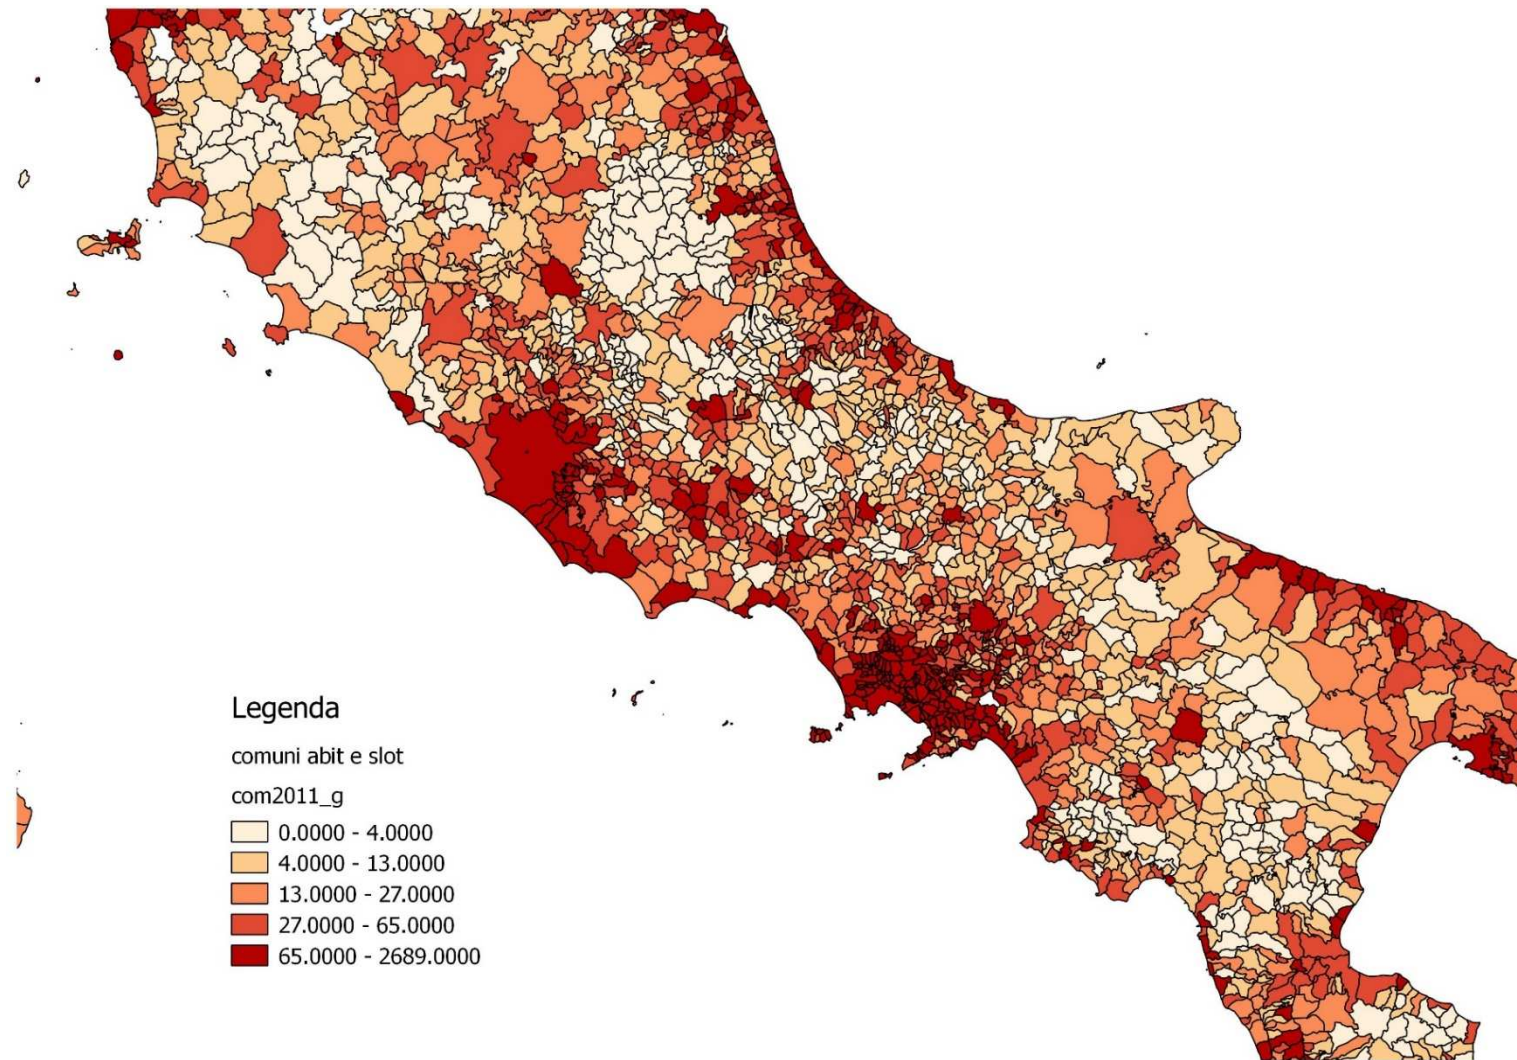 Legenda
comuni abit e slot
com2011_g
0.0000 - 4.0000
4.0000 - 13.0000
13.0000 - 27.0000
27.0000 - 65.0000
65.0000 - 2689.0000